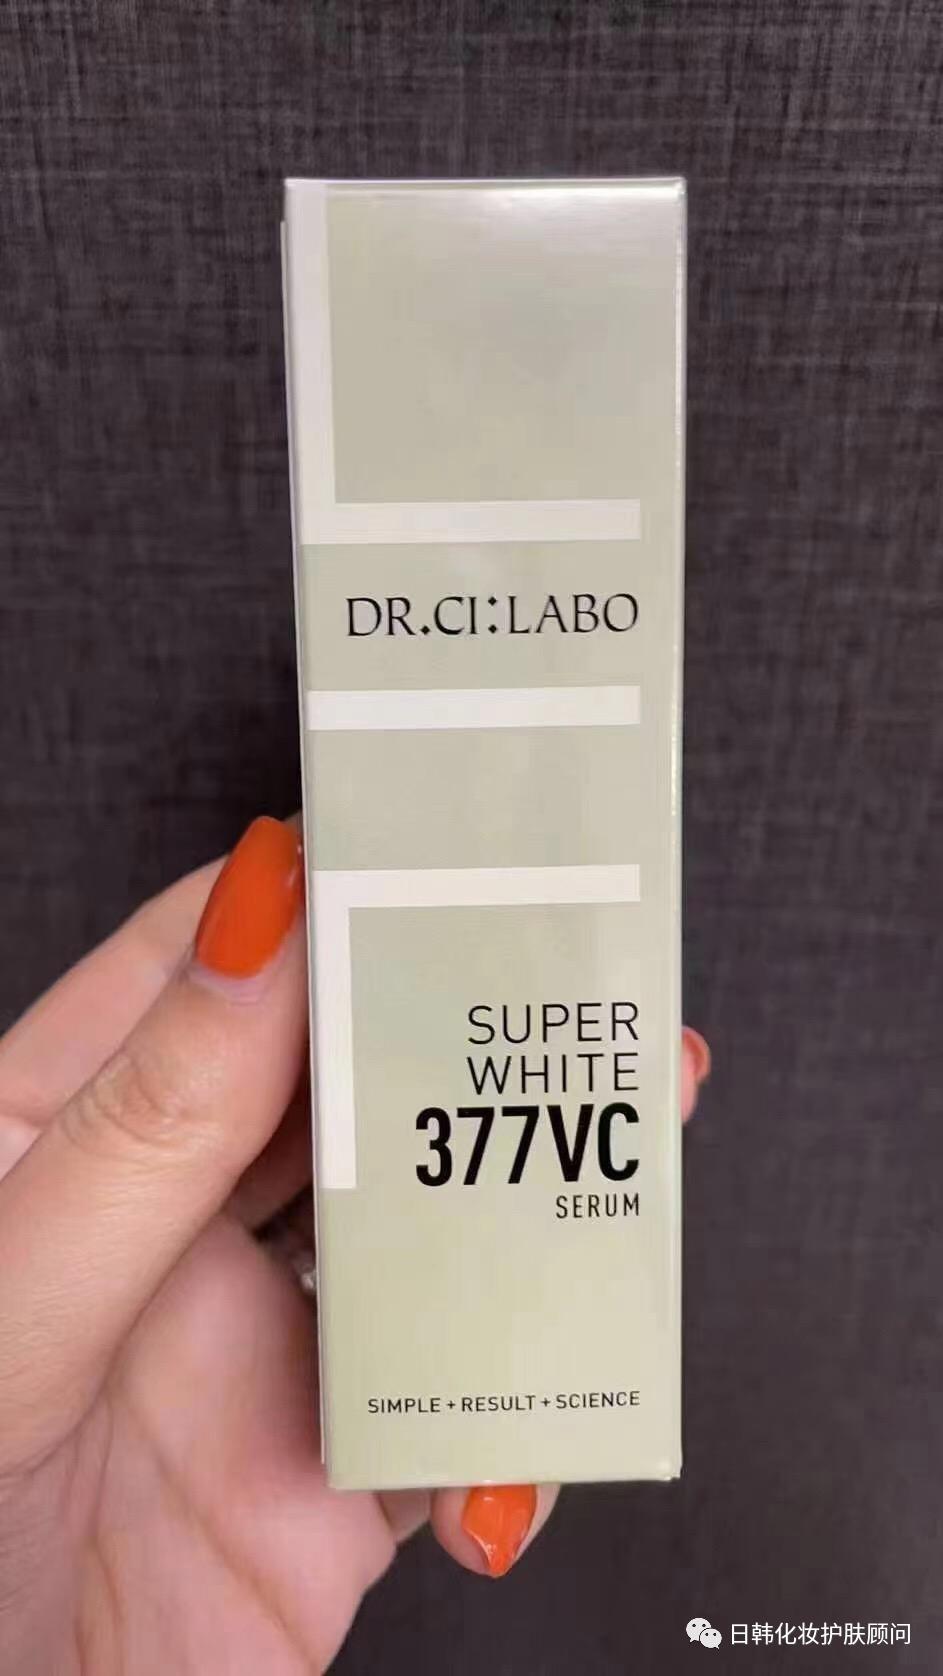 DR.CI:LABO
SUPER
WHITE
377VC
SERUM
SIMPLE+RESULT+SCIENCE
日韩化妆护肤顾问